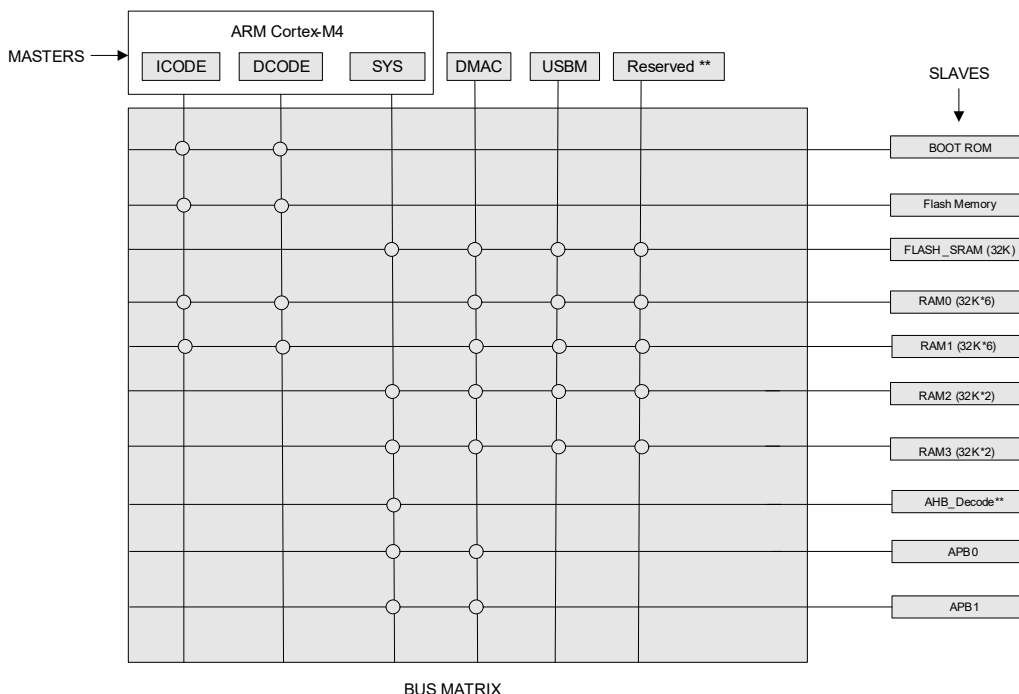 ARM Cortex-M4
MASTERS
ICODE
DCODE
SYS
DMAC
USBM
Reserved **
SLAVES
BOOT ROM
Flash Memory
FLASH_SRAM (32K)
RAM0 (32K*6)
RAM1 (32K*6)
RAM2 (32K*2)
RAM3 (32K*2)
AHB_Decode**
APB0
APB1
BUS MATRIX